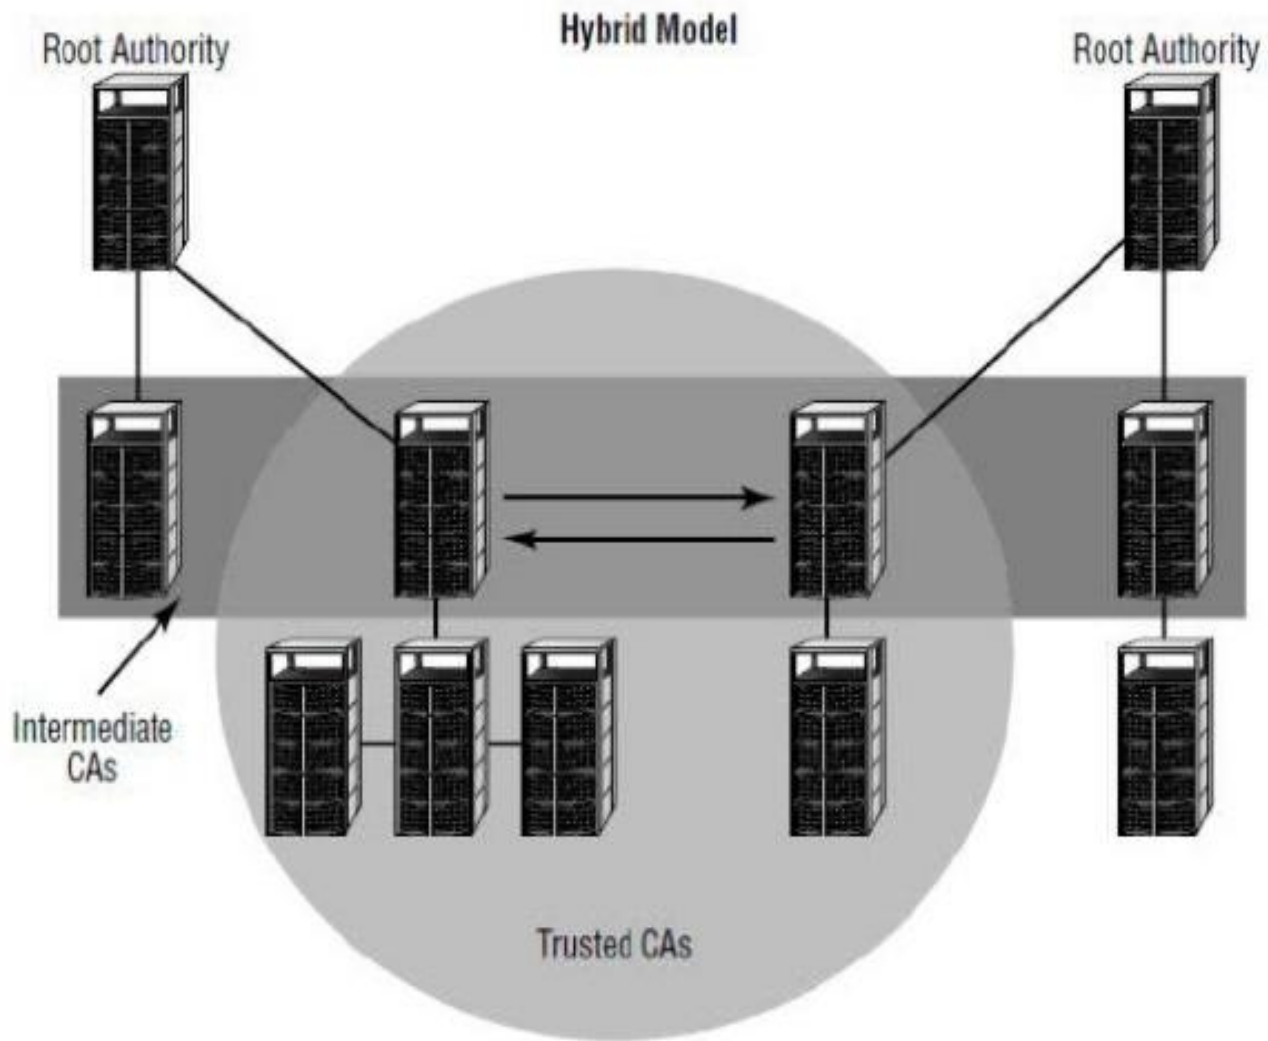 Hybrid Model
Root Authority
Root Authority
Intermediate
CAs
Trusted CAs